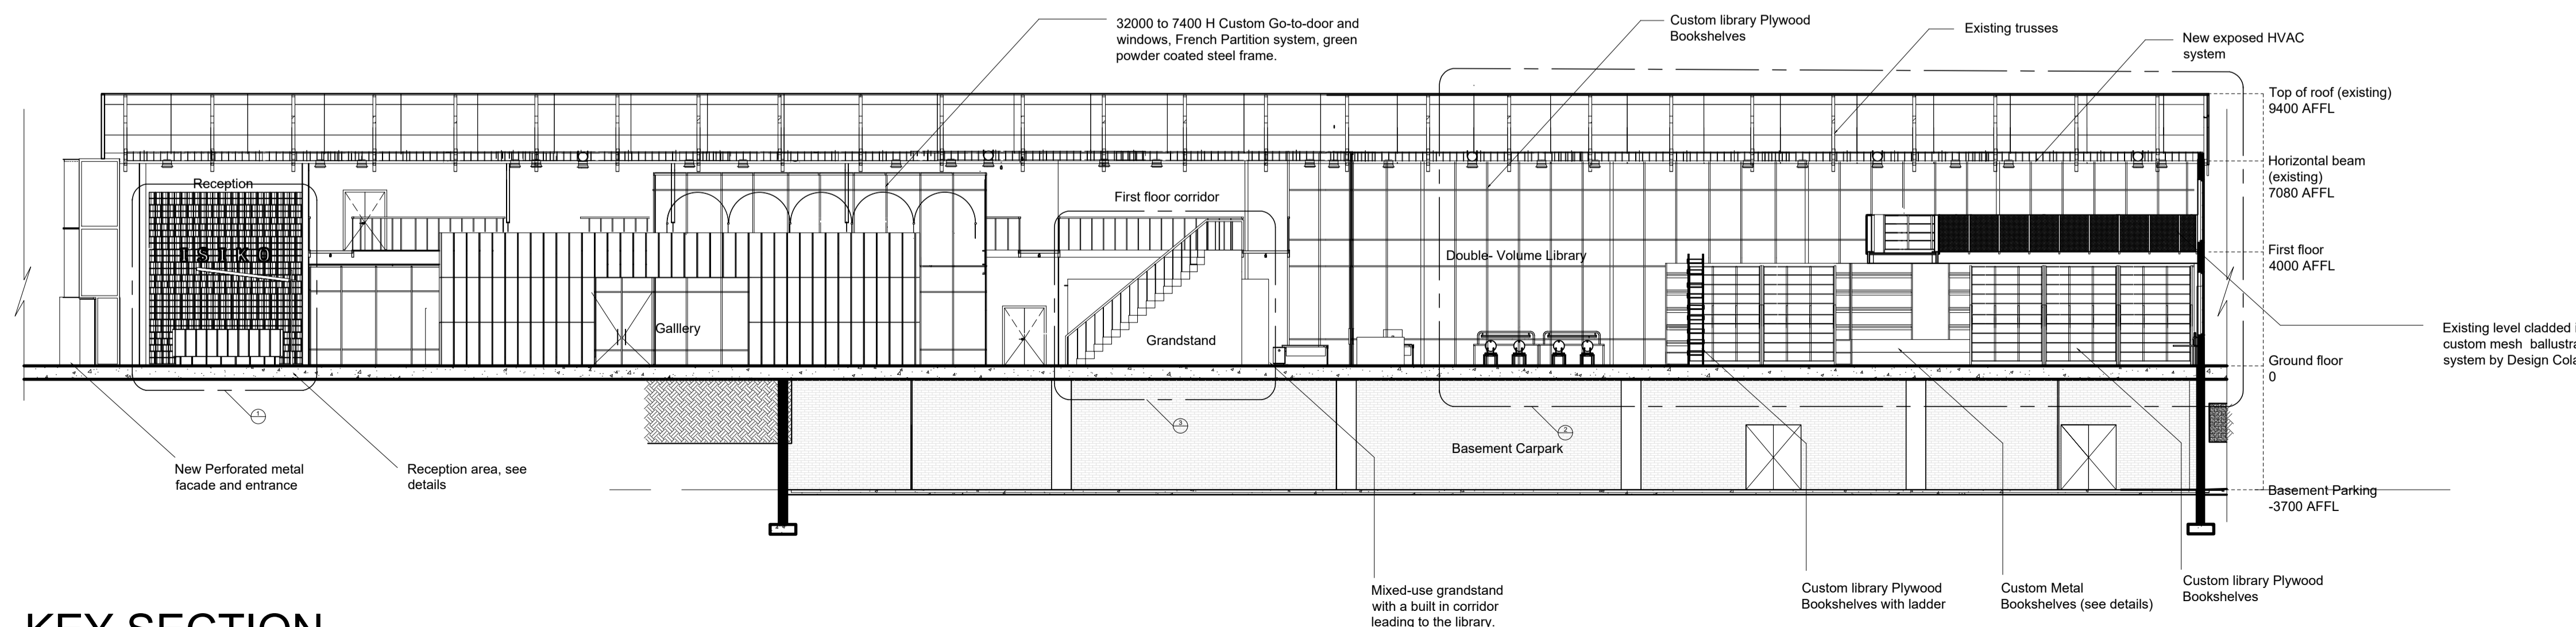 32000 to 7400 H Custom Go-to-door and
windows, French Partition system, green
powder coated steel frame.
Custom library Plywood
Bookshelves
Existing trusses
New exposed HVAC
system
Top of roof (existing)
9400 AFFL
Horizontal beam
(existing)
7080 AFFL
First floor
4000 AFFL
Existing level cladded
custom mesh ballustra
system by Design Cola
Ground floor
0
Basement Parking
-3700 AFFL
Reception
ISIKO
Galllery
First floor corridor
Grandstand
Double- Volume Library
Basement Carpark
1
3
2
New Perforated metal
facade and entrance
Reception area, see
details
Mixed-use grandstand
with a built in corridor
leading to the library.
Custom library Plywood
Bookshelves with ladder
Custom Metal
Bookshelves (see details)
Custom library Plywood
Bookshelves
KEY SECTION